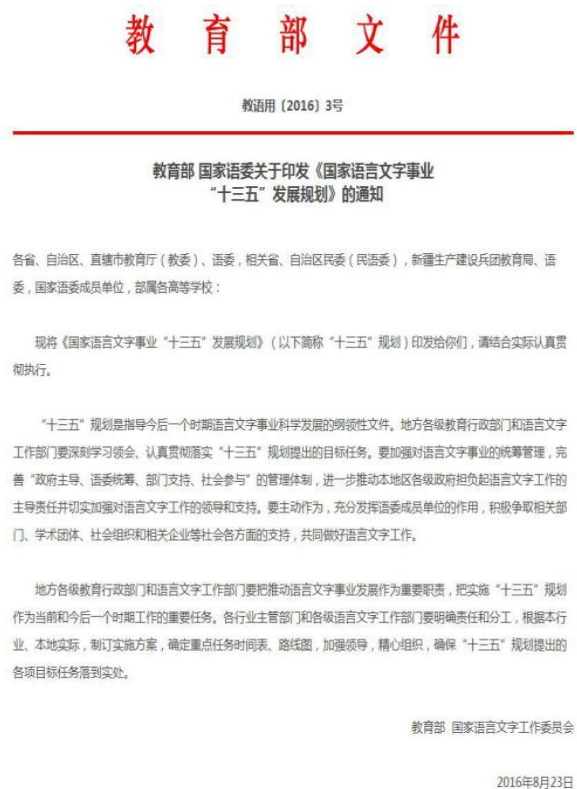 教育部文件
教语用〔2016〕3号
教育部 国家语委关于印发《国家语言文字事业
“十三五”发展规划》的通知
各省、自治区、直辖市教育厅（教委）、语委，相关省、自治区民委（民语委），新疆生产建设兵团教育局、语
委，国家语委成员单位，部属各高等学校：
现将《国家语言文字事业“十三五”发展规划》（以下简称“十三五”规划）印发给你们，请结合实际认真贯
彻执行。
“十三五”规划是指导今后一个时期语言文字事业科学发展的纲领性文件。地方各级教育行政部门和语言文字
工作部门要深刻学习领会、认真贯彻落实“十三五”规划提出的目标任务。要加强对语言文字事业的统筹管理，完
善“政府主导、语委统筹、部门支持、社会参与”的管理体制，进一步推动本地区各级政府担负起语言文字工作的
主导责任并切实加强对语言文字工作的领导和支持。要主动作为，充分发挥语委成员单位的作用，积极争取相关部
门、学术团体、社会组织和相关企业等社会各方面的支持，共同做好语言文字工作。
地方各级教育行政部门和语言文字工作部门要把推动语言文字事业发展作为重要职责，把实施“十三五”规划
作为当前和今后一个时期工作的重要任务。各行业主管部门和各级语言文字工作部门要明确责任和分工，根据本行
业、本地实际，制订实施方案，确定重点任务时间表、路线图，加强领导，精心组织，确保“十三五”规划提出的
各项目标任务落到实处。
教育部 国家语言文字工作委员会
2016年8月23日